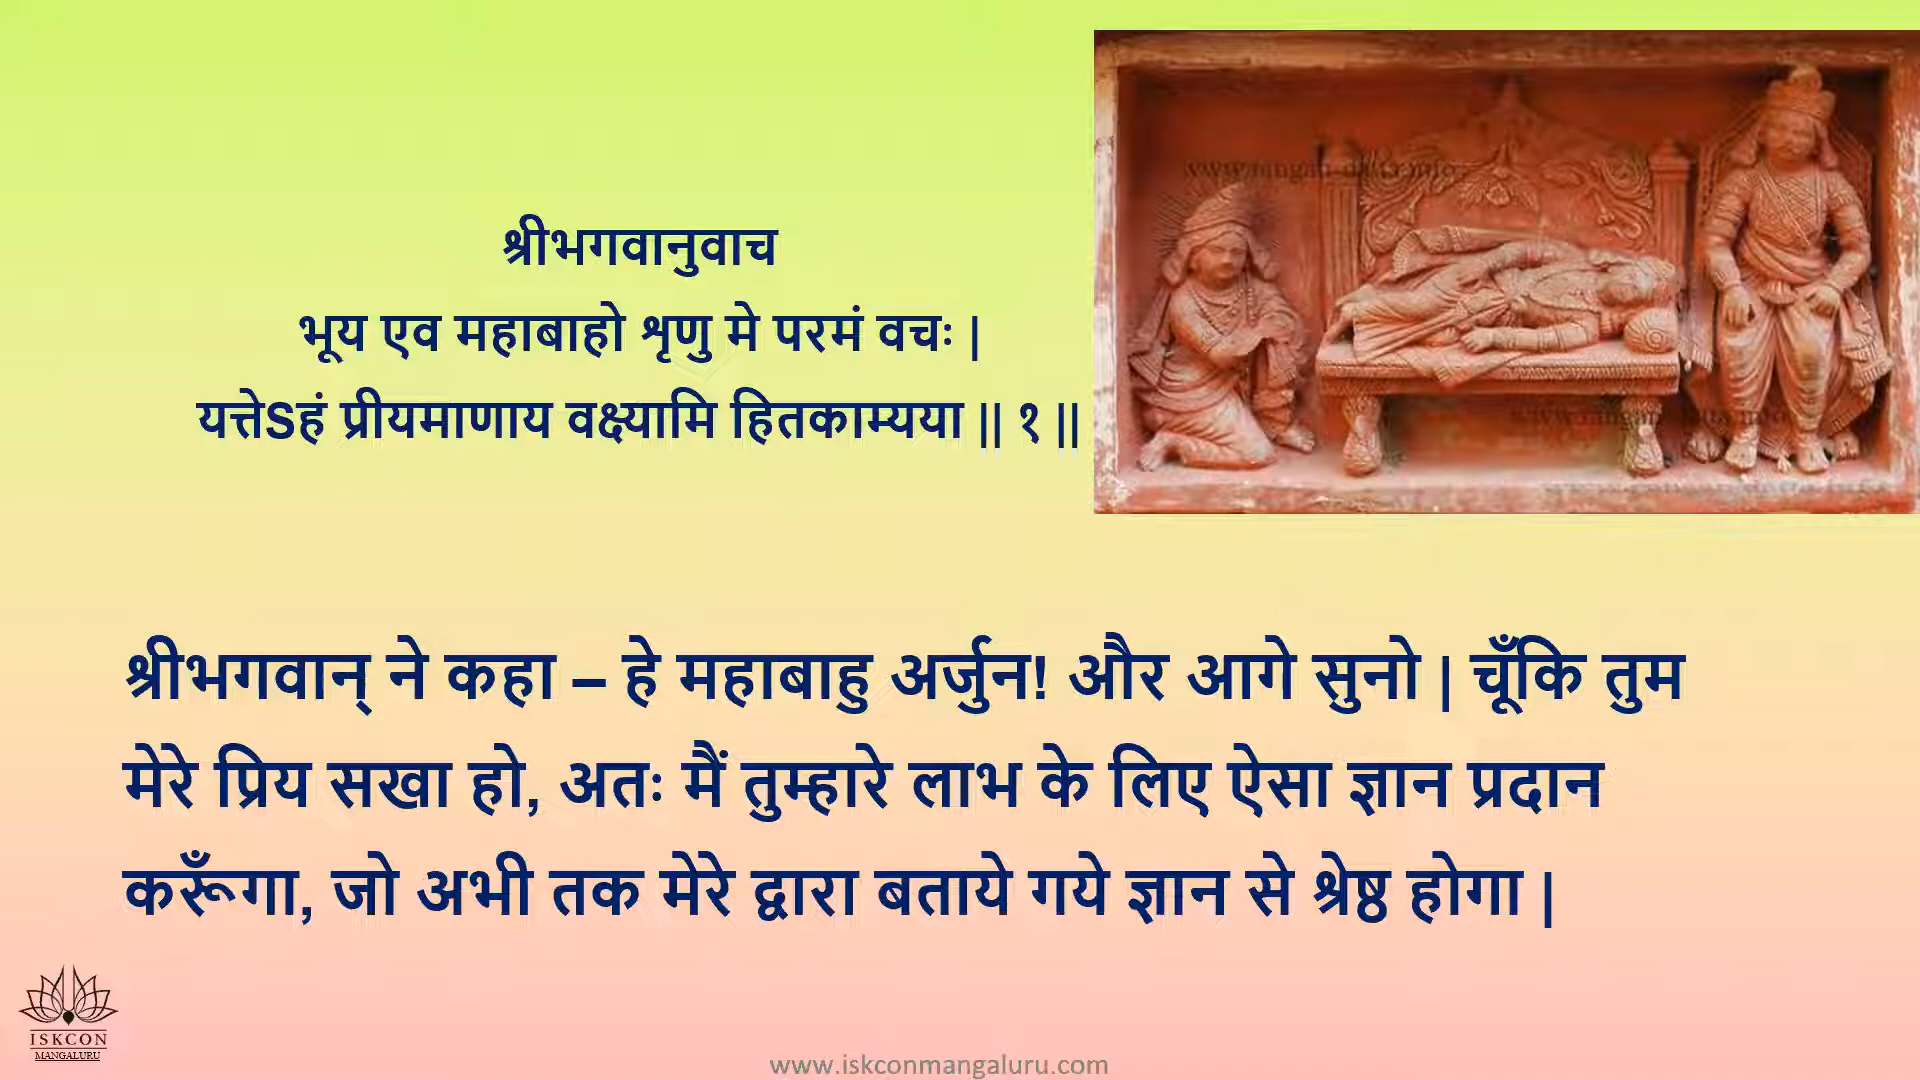 श्रीभगवानुवाच
भूय एव महाबाहो शृणु मे परमं वचः |
यत्तेSहं प्रीयमाणाय वक्ष्यामि हितकाम्यया || १ ||
श्रीभगवान् ने कहा – हे महाबाहु अर्जुन! और आगे सुनो | चूँकि तुम
मेरे प्रिय सखा हो, अतः मैं तुम्हारे लाभ के लिए ऐसा ज्ञान प्रदान
करूँगा, जो अभी तक मेरे द्वारा बताये गये ज्ञान से श्रेष्ठ होगा |
ISKCON
MANGALURU
www.iskconmangaluru.com